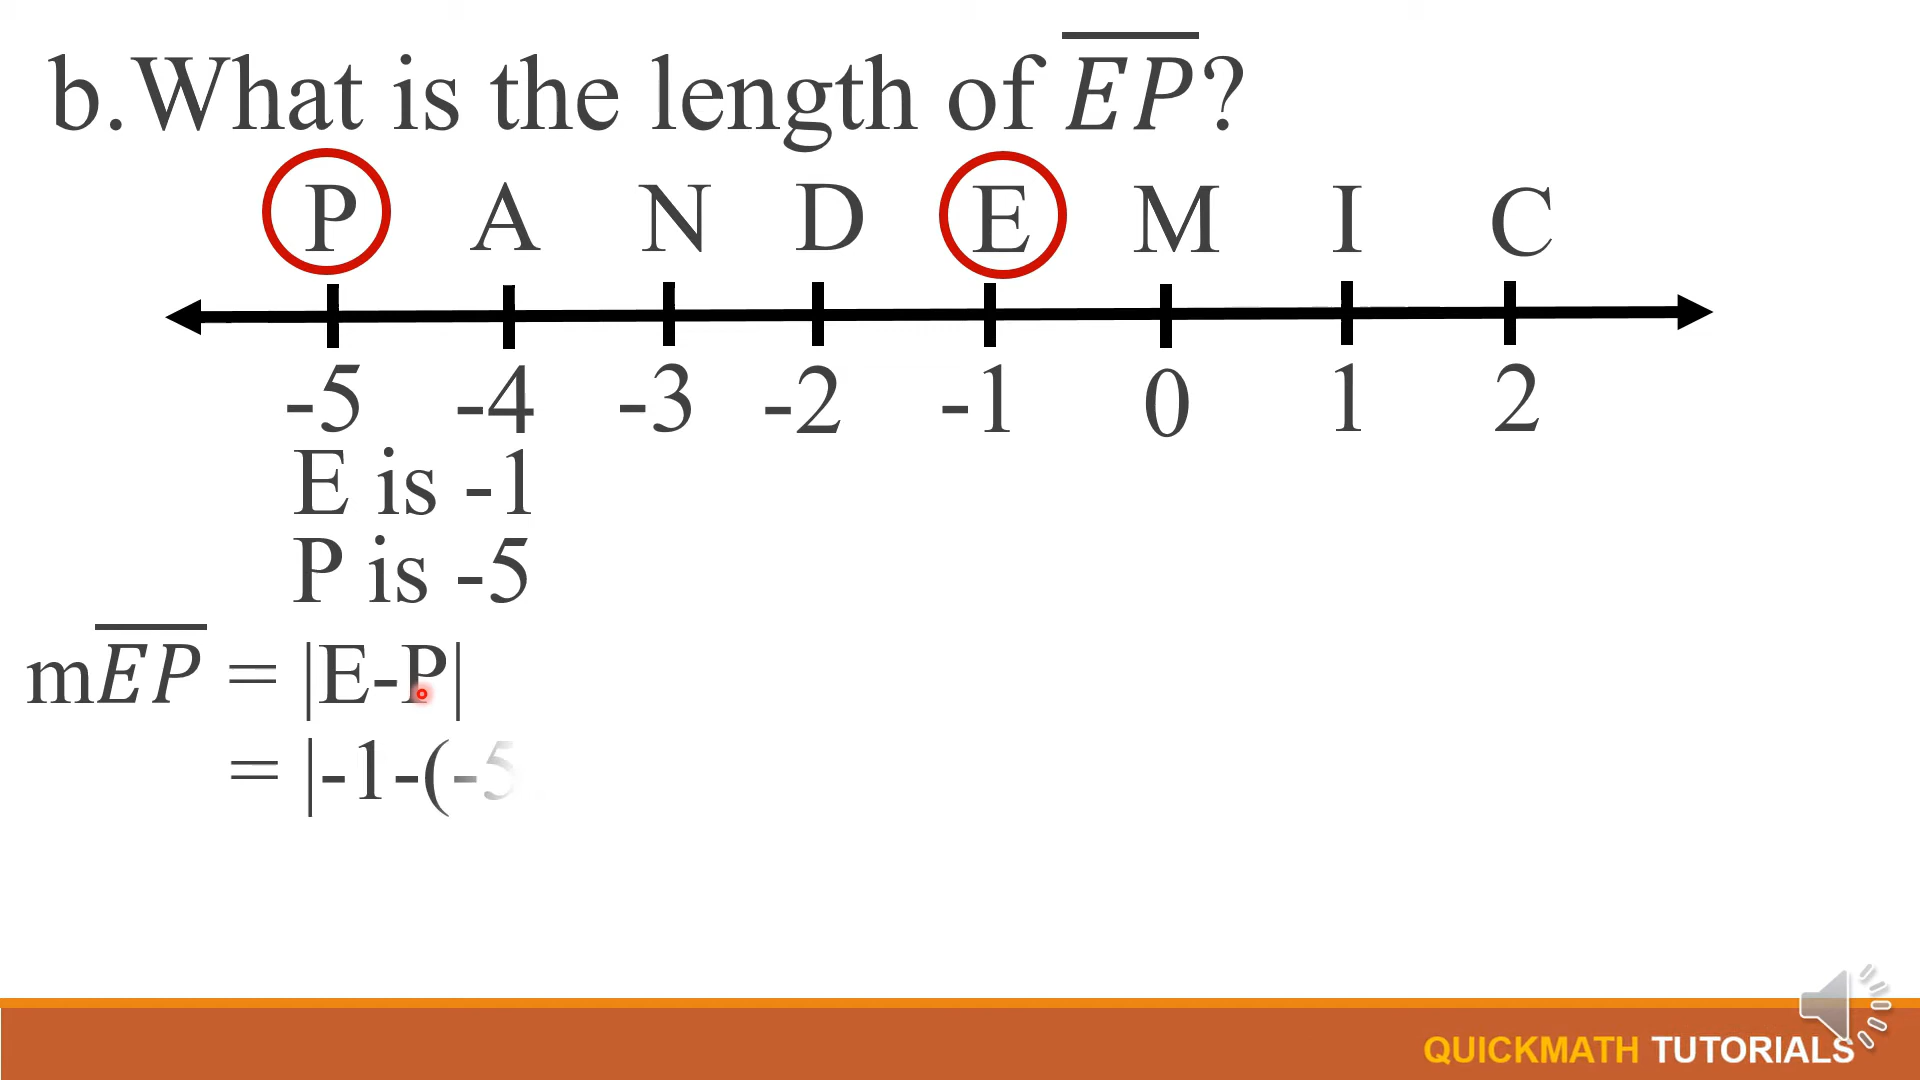 b.What is the length of EP?
P A N D E M I C
-5 -4 -3 -2 -1 0 1 2
E is -1
P is -5
mEP = |E-P|
= |-1-(-5
QUICKMATH TUTORIALS